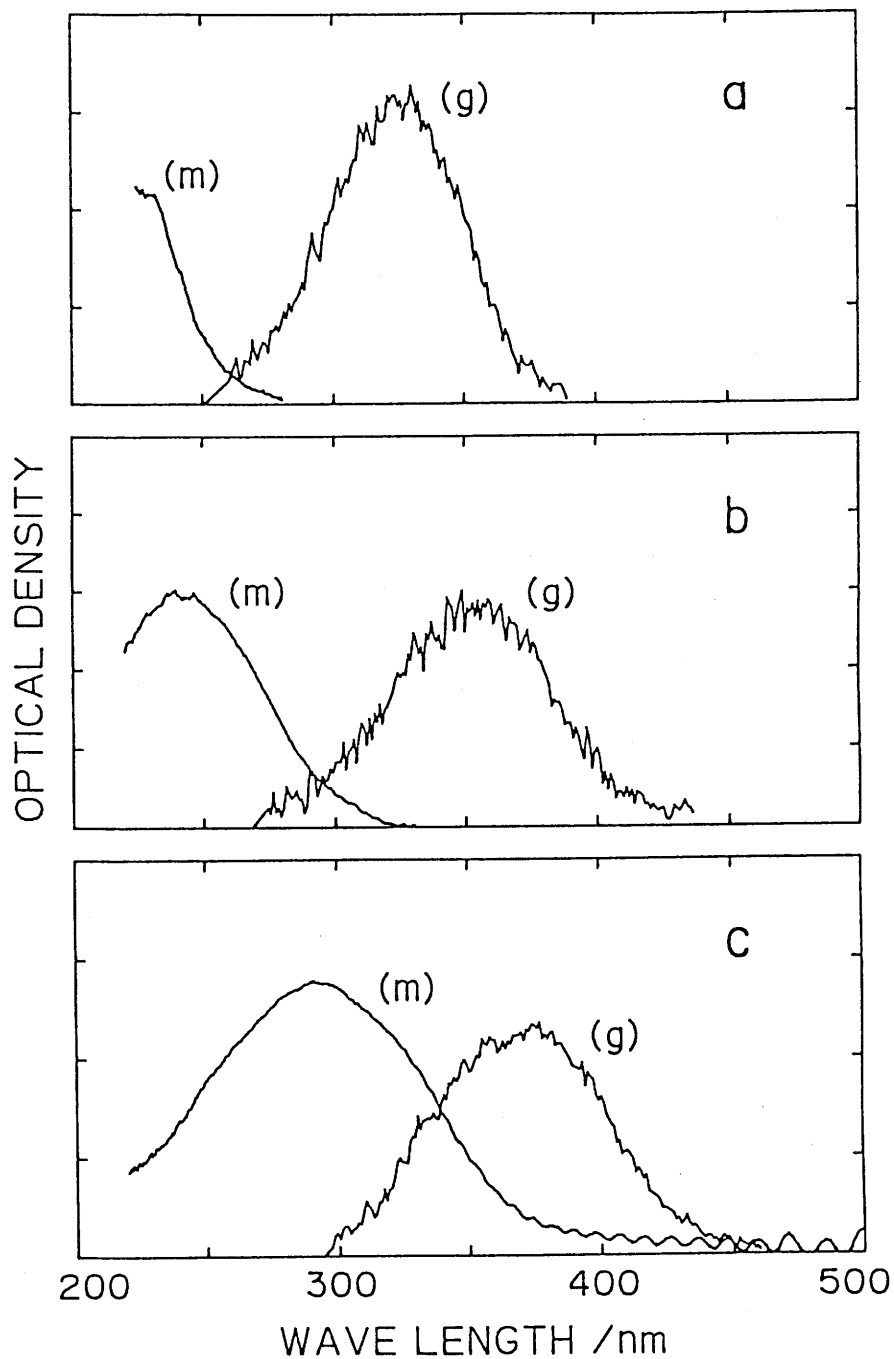 a
(g)
(m)
b
(m)
(g)
c
(m)
(g)
OPTICAL DENSITY
200 300 400 500
WAVE LENGTH /nm